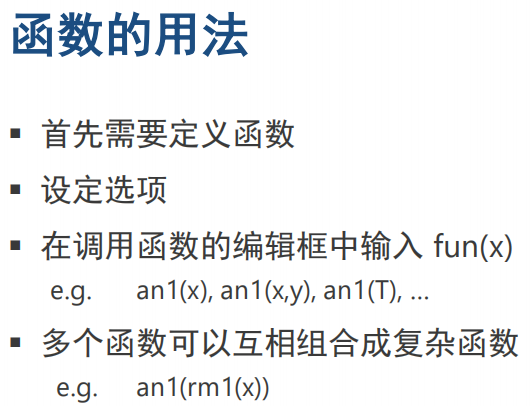 函数的用法
▪ 首先需要定义函数
▪ 设定选项
▪ 在调用函数的编辑框中输入 fun(x)
e.g. an1(x), an1(x,y), an1(T), ...
▪ 多个函数可以互相组合成复杂函数
e.g. an1(rm1(x))